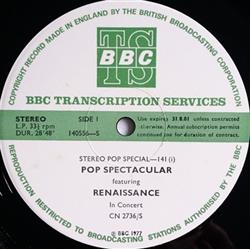 COPYRIGHT RECORD MADE IN ENGLAND BY THE BRITISH BROADCASTING CORPORATION
TS
BBC
BBC TRANSCRIPTION SERVICES
STEREO
SIDE 1
L.P. 33⅓ rpm
DUR. 28'48"
140556—S
Use expires 31.8.81 unless contracted
otherwise. Annual subscription permits
continued use for duration of contract.
STEREO POP SPECIAL—141 (i)
POP SPECTACULAR
featuring
RENAISSANCE
In Concert
CN 2736/S
℗ BBC 1977
REPRODUCTION RESTRICTED TO BROADCASTING STATIONS AUTHORISED BY THE BBC